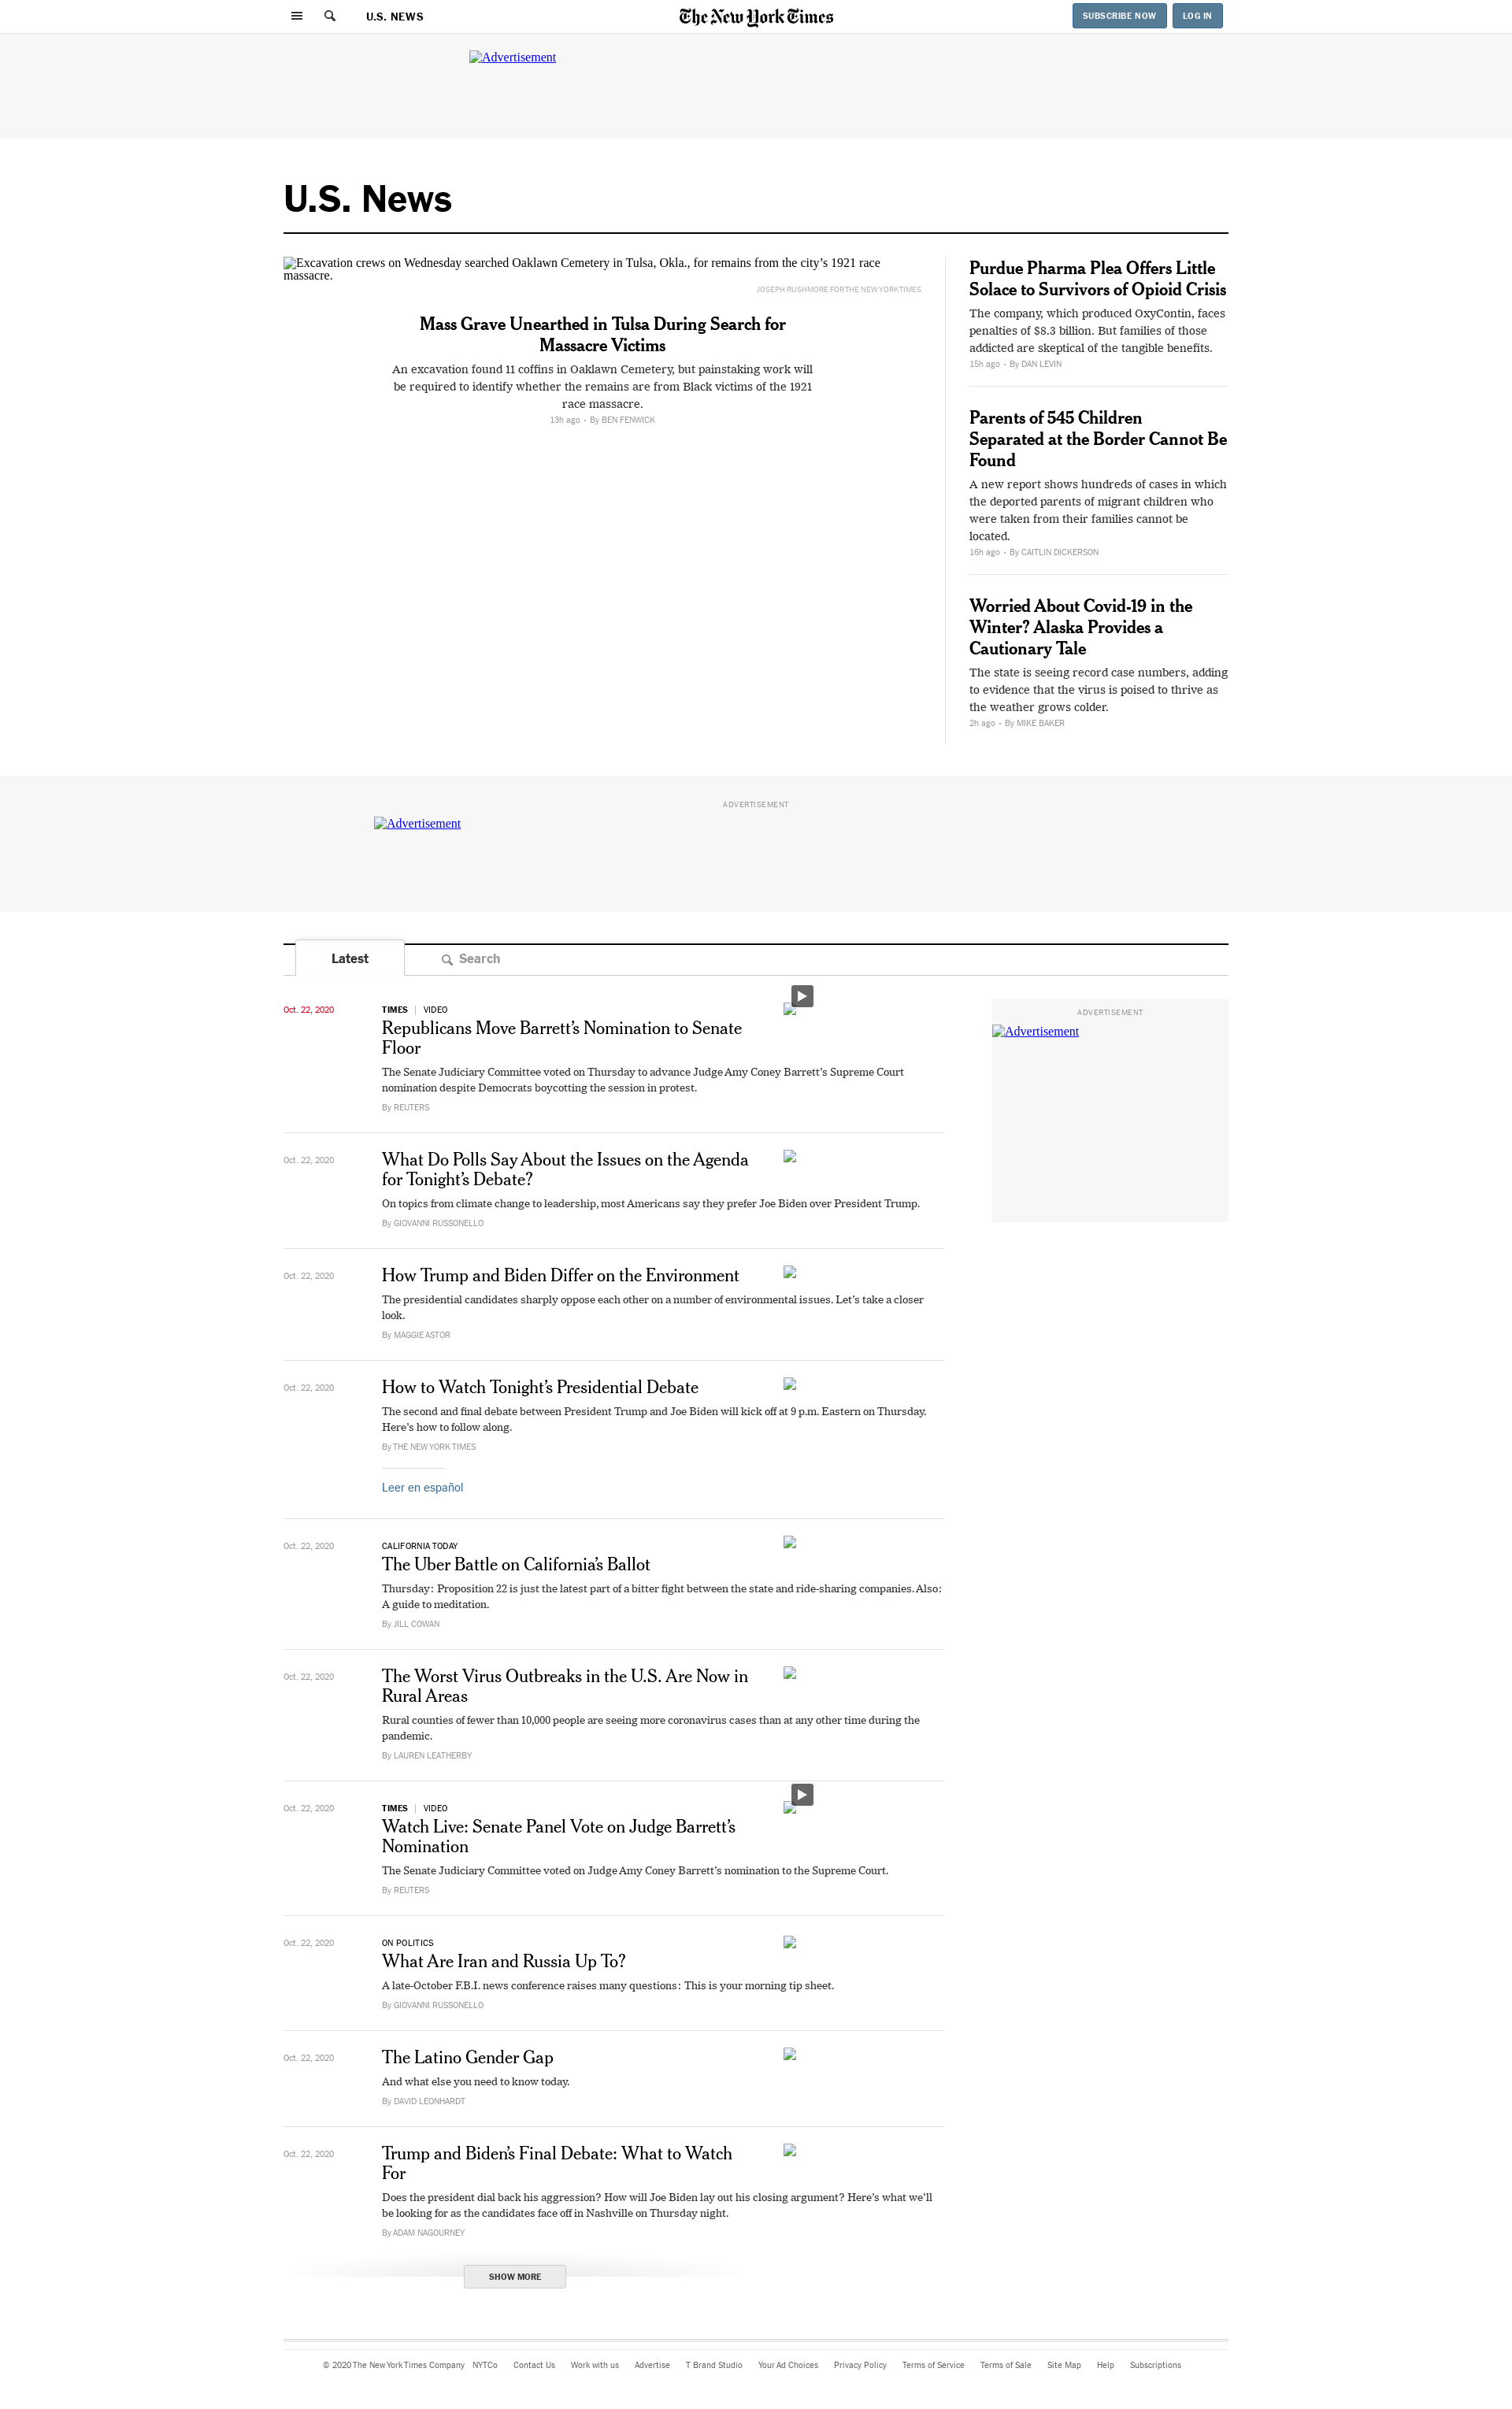 U.S. NEWS
The New York Times
SUBSCRIBE NOW
LOG IN
Advertisement
U.S. News
Excavation crews on Wednesday searched Oaklawn Cemetery in Tulsa, Okla., for remains from the city’s 1921 race
massacre.
JOSEPH RUSHMORE FOR THE NEW YORK TIMES
Mass Grave Unearthed in Tulsa During Search for
Massacre Victims
An excavation found 11 coffins in Oaklawn Cemetery, but painstaking work will
be required to identify whether the remains are from Black victims of the 1921
race massacre.
13h ago • By BEN FENWICK
Purdue Pharma Plea Offers Little
Solace to Survivors of Opioid Crisis
The company, which produced OxyContin, faces
penalties of $8.3 billion. But families of those
addicted are skeptical of the tangible benefits.
15h ago • By DAN LEVIN
Parents of 545 Children
Separated at the Border Cannot Be
Found
A new report shows hundreds of cases in which
the deported parents of migrant children who
were taken from their families cannot be
located.
16h ago • By CAITLIN DICKERSON
Worried About Covid-19 in the
Winter? Alaska Provides a
Cautionary Tale
The state is seeing record case numbers, adding
to evidence that the virus is poised to thrive as
the weather grows colder.
2h ago • By MIKE BAKER
ADVERTISEMENT
Advertisement
Latest
Search
Oct. 22, 2020
TIMES | VIDEO
Republicans Move Barrett’s Nomination to Senate
Floor
The Senate Judiciary Committee voted on Thursday to advance Judge Amy Coney Barrett’s Supreme Court
nomination despite Democrats boycotting the session in protest.
By REUTERS
ADVERTISEMENT
Advertisement
Oct. 22, 2020
What Do Polls Say About the Issues on the Agenda
for Tonight’s Debate?
On topics from climate change to leadership, most Americans say they prefer Joe Biden over President Trump.
By GIOVANNI RUSSONELLO
Oct. 22, 2020
How Trump and Biden Differ on the Environment
The presidential candidates sharply oppose each other on a number of environmental issues. Let’s take a closer
look.
By MAGGIE ASTOR
Oct. 22, 2020
How to Watch Tonight’s Presidential Debate
The second and final debate between President Trump and Joe Biden will kick off at 9 p.m. Eastern on Thursday.
Here’s how to follow along.
By THE NEW YORK TIMES
Leer en español
Oct. 22, 2020
CALIFORNIA TODAY
The Uber Battle on California’s Ballot
Thursday: Proposition 22 is just the latest part of a bitter fight between the state and ride-sharing companies. Also:
A guide to meditation.
By JILL COWAN
Oct. 22, 2020
The Worst Virus Outbreaks in the U.S. Are Now in
Rural Areas
Rural counties of fewer than 10,000 people are seeing more coronavirus cases than at any other time during the
pandemic.
By LAUREN LEATHERBY
Oct. 22, 2020
TIMES | VIDEO
Watch Live: Senate Panel Vote on Judge Barrett’s
Nomination
The Senate Judiciary Committee voted on Judge Amy Coney Barrett’s nomination to the Supreme Court.
By REUTERS
Oct. 22, 2020
ON POLITICS
What Are Iran and Russia Up To?
A late-October F.B.I. news conference raises many questions: This is your morning tip sheet.
By GIOVANNI RUSSONELLO
Oct. 22, 2020
The Latino Gender Gap
And what else you need to know today.
By DAVID LEONHARDT
Oct. 22, 2020
Trump and Biden’s Final Debate: What to Watch
For
Does the president dial back his aggression? How will Joe Biden lay out his closing argument? Here’s what we’ll
be looking for as the candidates face off in Nashville on Thursday night.
By ADAM NAGOURNEY
SHOW MORE
© 2020 The New York Times Company NYTCo Contact Us Work with us Advertise T Brand Studio Your Ad Choices Privacy Policy Terms of Service Terms of Sale Site Map Help Subscriptions